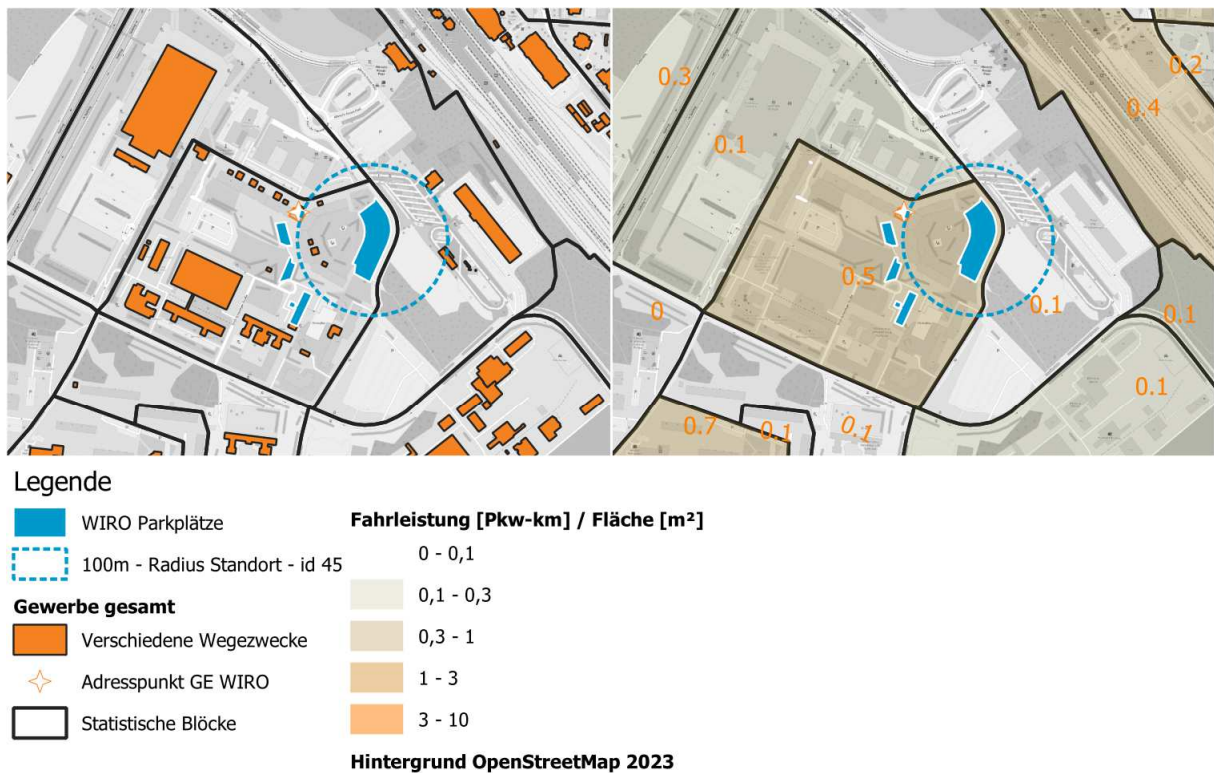 0.3
0.2
0.4
0.1
0.5
0
0.1
0.1
0.1
0.7
0.1
0.1
Legende
WIRO Parkplätze
100m - Radius Standort - id 45
Gewerbe gesamt
Verschiedene Wegezwecke
Adresspunkt GE WIRO
Statistische Blöcke
Fahrleistung [Pkw-km] / Fläche [m²]
0 - 0,1
0,1 - 0,3
0,3 - 1
1 - 3
3 - 10
Hintergrund OpenStreetMap 2023